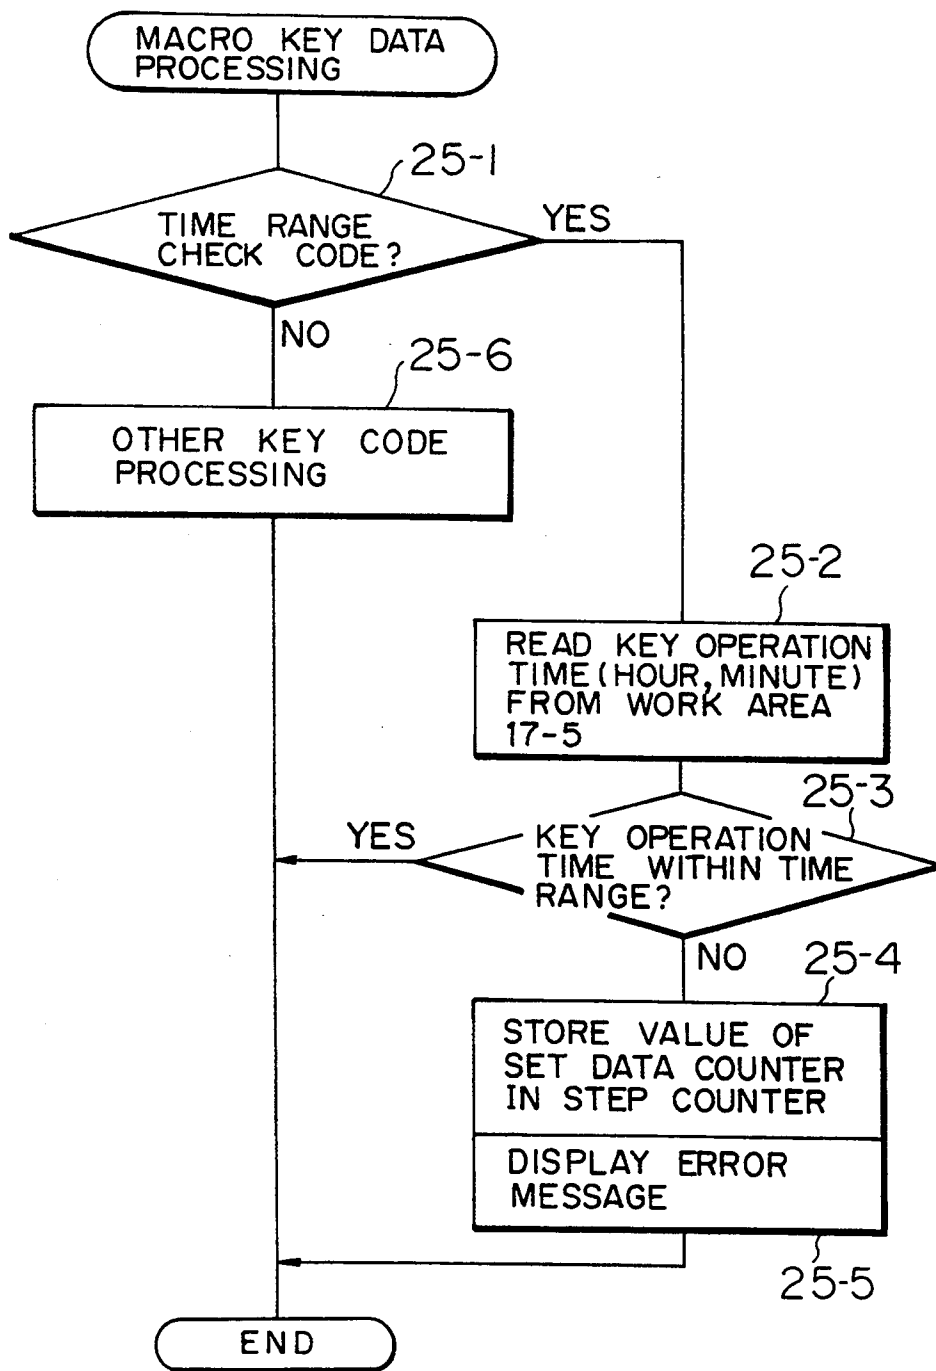 MACRO KEY DATA
PROCESSING
25-1
TIME RANGE
CHECK CODE?
YES
NO
25-6
OTHER KEY CODE
PROCESSING
25-2
READ KEY OPERATION
TIME (HOUR, MINUTE)
FROM WORK AREA
17-5
25-3
YES
KEY OPERATION
TIME WITHIN TIME
RANGE?
NO
25-4
STORE VALUE OF
SET DATA COUNTER
IN STEP COUNTER
DISPLAY ERROR
MESSAGE
25-5
END